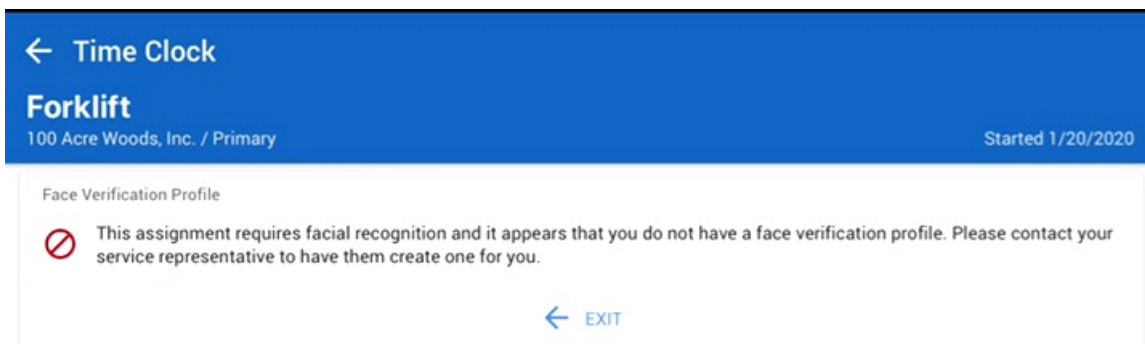 Time Clock
Forklift
100 Acre Woods, Inc. / Primary
Started 1/20/2020
Face Verification Profile
This assignment requires facial recognition and it appears that you do not have a face verification profile. Please contact your
service representative to have them create one for you.
EXIT